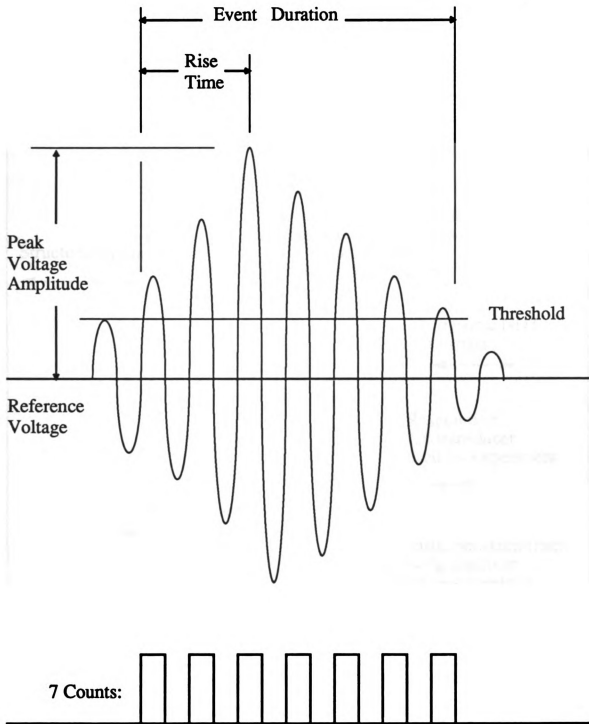 Event Duration
Rise
Time
Peak
Voltage
Amplitude
Threshold
Reference
Voltage
7 Counts: